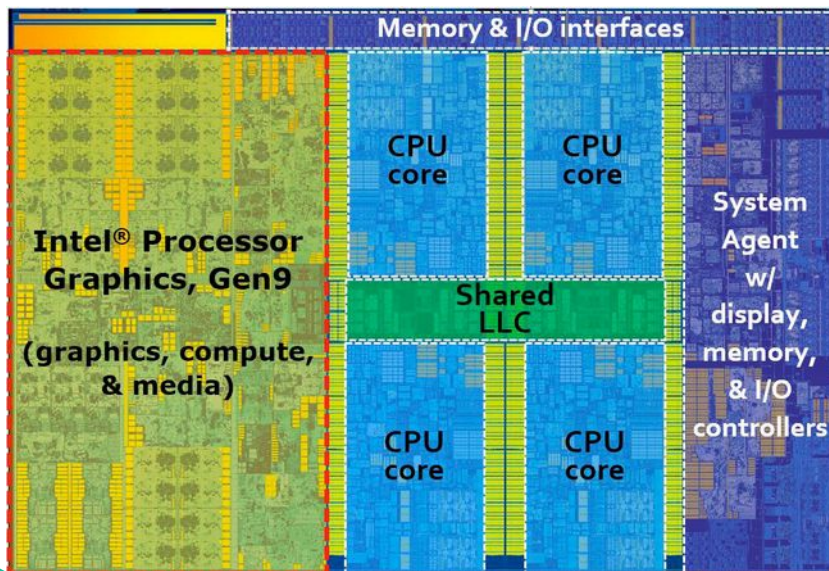 Memory & I/O interfaces
Intel® Processor
Graphics, Gen9
(graphics, compute,
& media)
CPU
core
CPU
core
Shared
LLC
CPU
core
CPU
core
System
Agent
w/
display,
memory,
& I/O
controllers